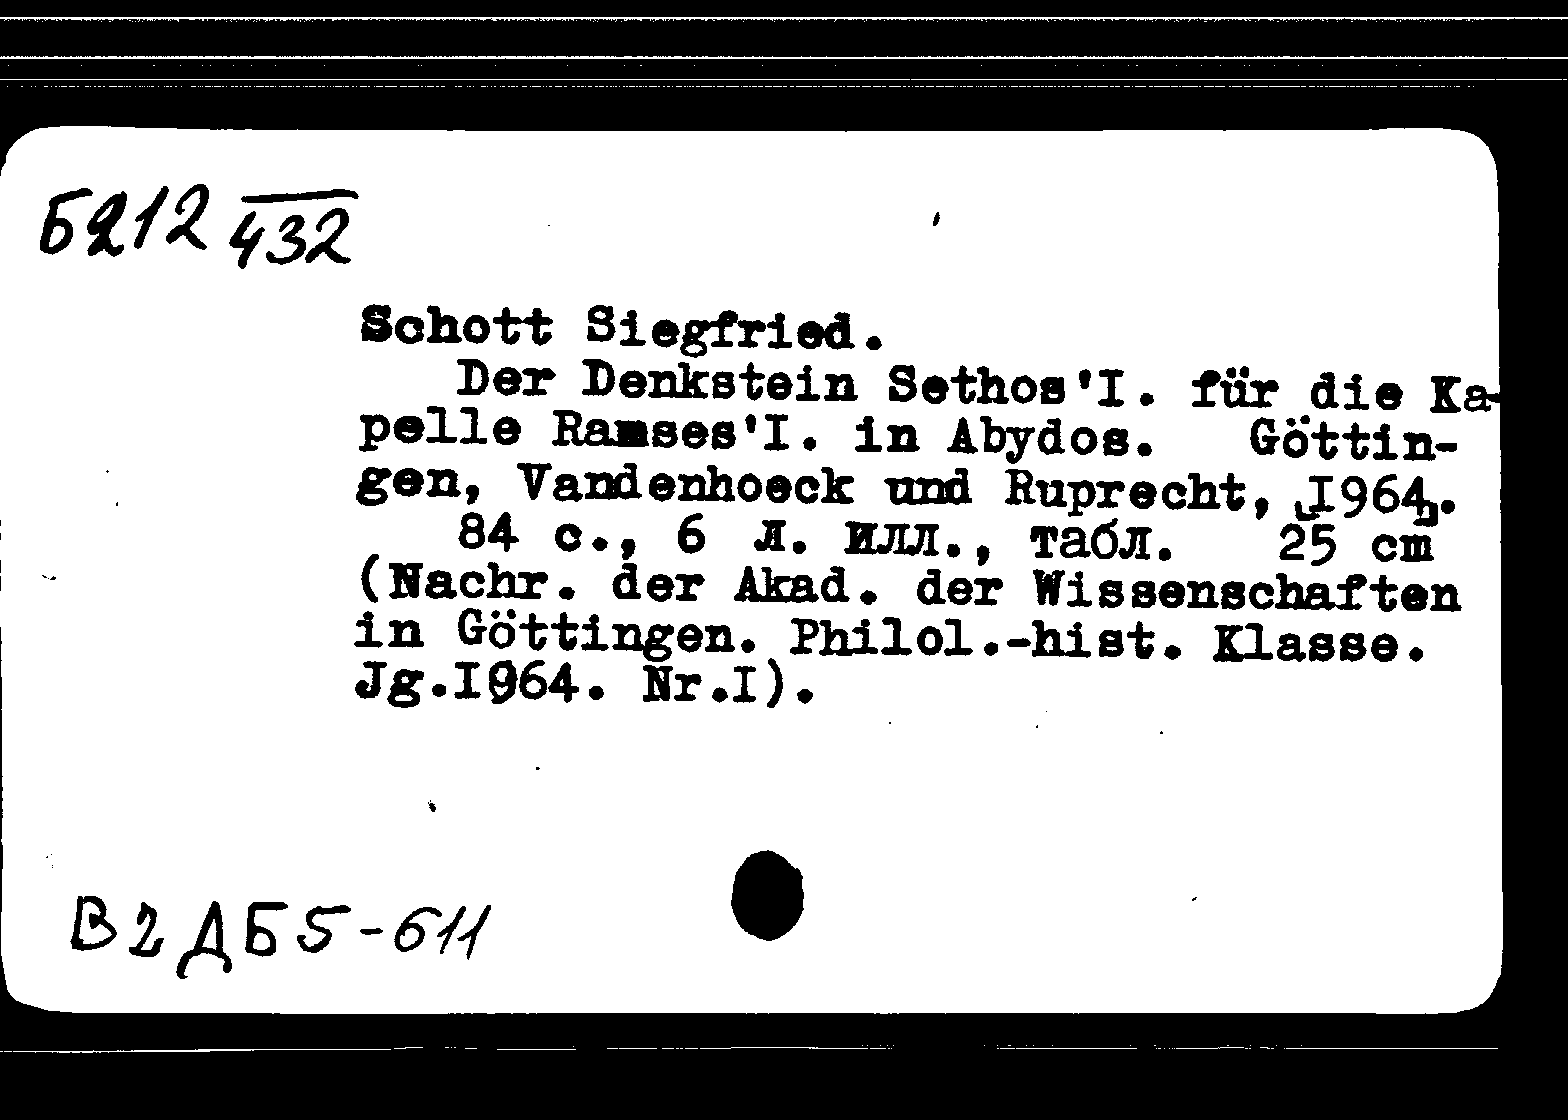 Б212 432
Schott Siegfried.
Der Denkstein Sethos'I. für die Ka-
pelle Ramses'I. in Abydos. Göttin-
gen, Vandenhoeck und Ruprecht, [1964].
84 с., 6 л. илл., табл. 25 cm
(Nachr. der Akad. der Wissenschaften
in Göttingen. Philol.-hist. Klasse.
Jg.I964. Nr.I).
В2ДБ5-611